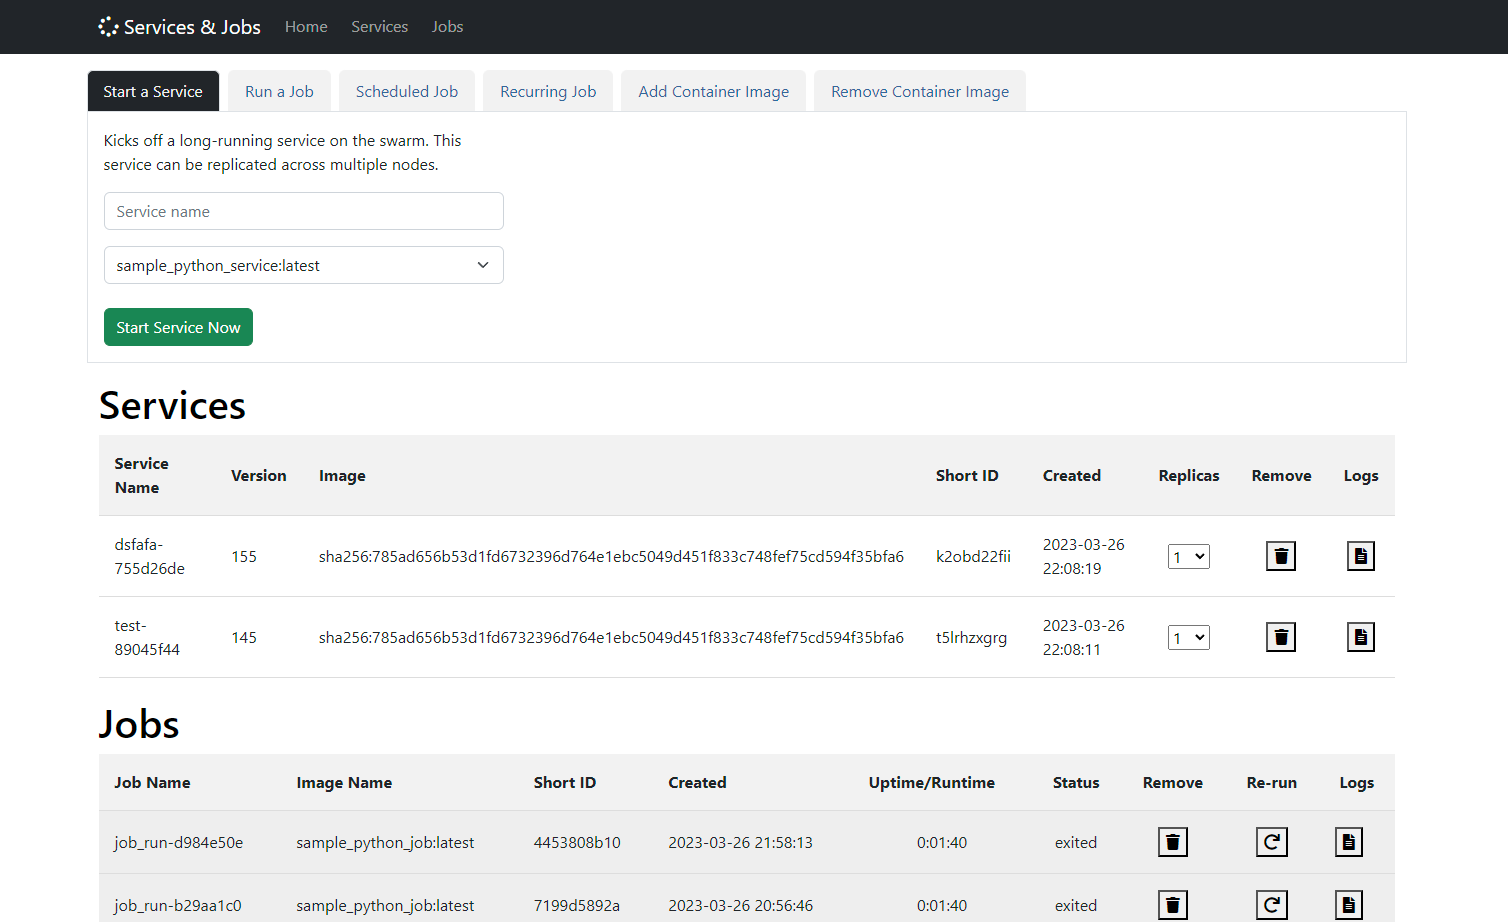 Services & Jobs Home Services Jobs
Start a Service Run a Job Scheduled Job Recurring Job Add Container Image Remove Container Image
Kicks off a long-running service on the swarm. This
service can be replicated across multiple nodes.
Service name
sample_python_service:latest
Start Service Now
Services
Service Name Version Image Short ID Created Replicas Remove Logs
dsfafa-755d26de 155 sha256:785ad656b53d1fd6732396d764e1ebc5049d451f833c748fef75cd594f35bfa6 k2obd22fii 2023-03-26 22:08:19 1
test-89045f44 145 sha256:785ad656b53d1fd6732396d764e1ebc5049d451f833c748fef75cd594f35bfa6 t5lrhzxgrg 2023-03-26 22:08:11 1
Jobs
Job Name Image Name Short ID Created Uptime/Runtime Status Remove Re-run Logs
job_run-d984e50e sample_python_job:latest 4453808b10 2023-03-26 21:58:13 0:01:40 exited
job_run-b29aa1c0 sample_python_job:latest 7199d5892a 2023-03-26 20:56:46 0:01:40 exited